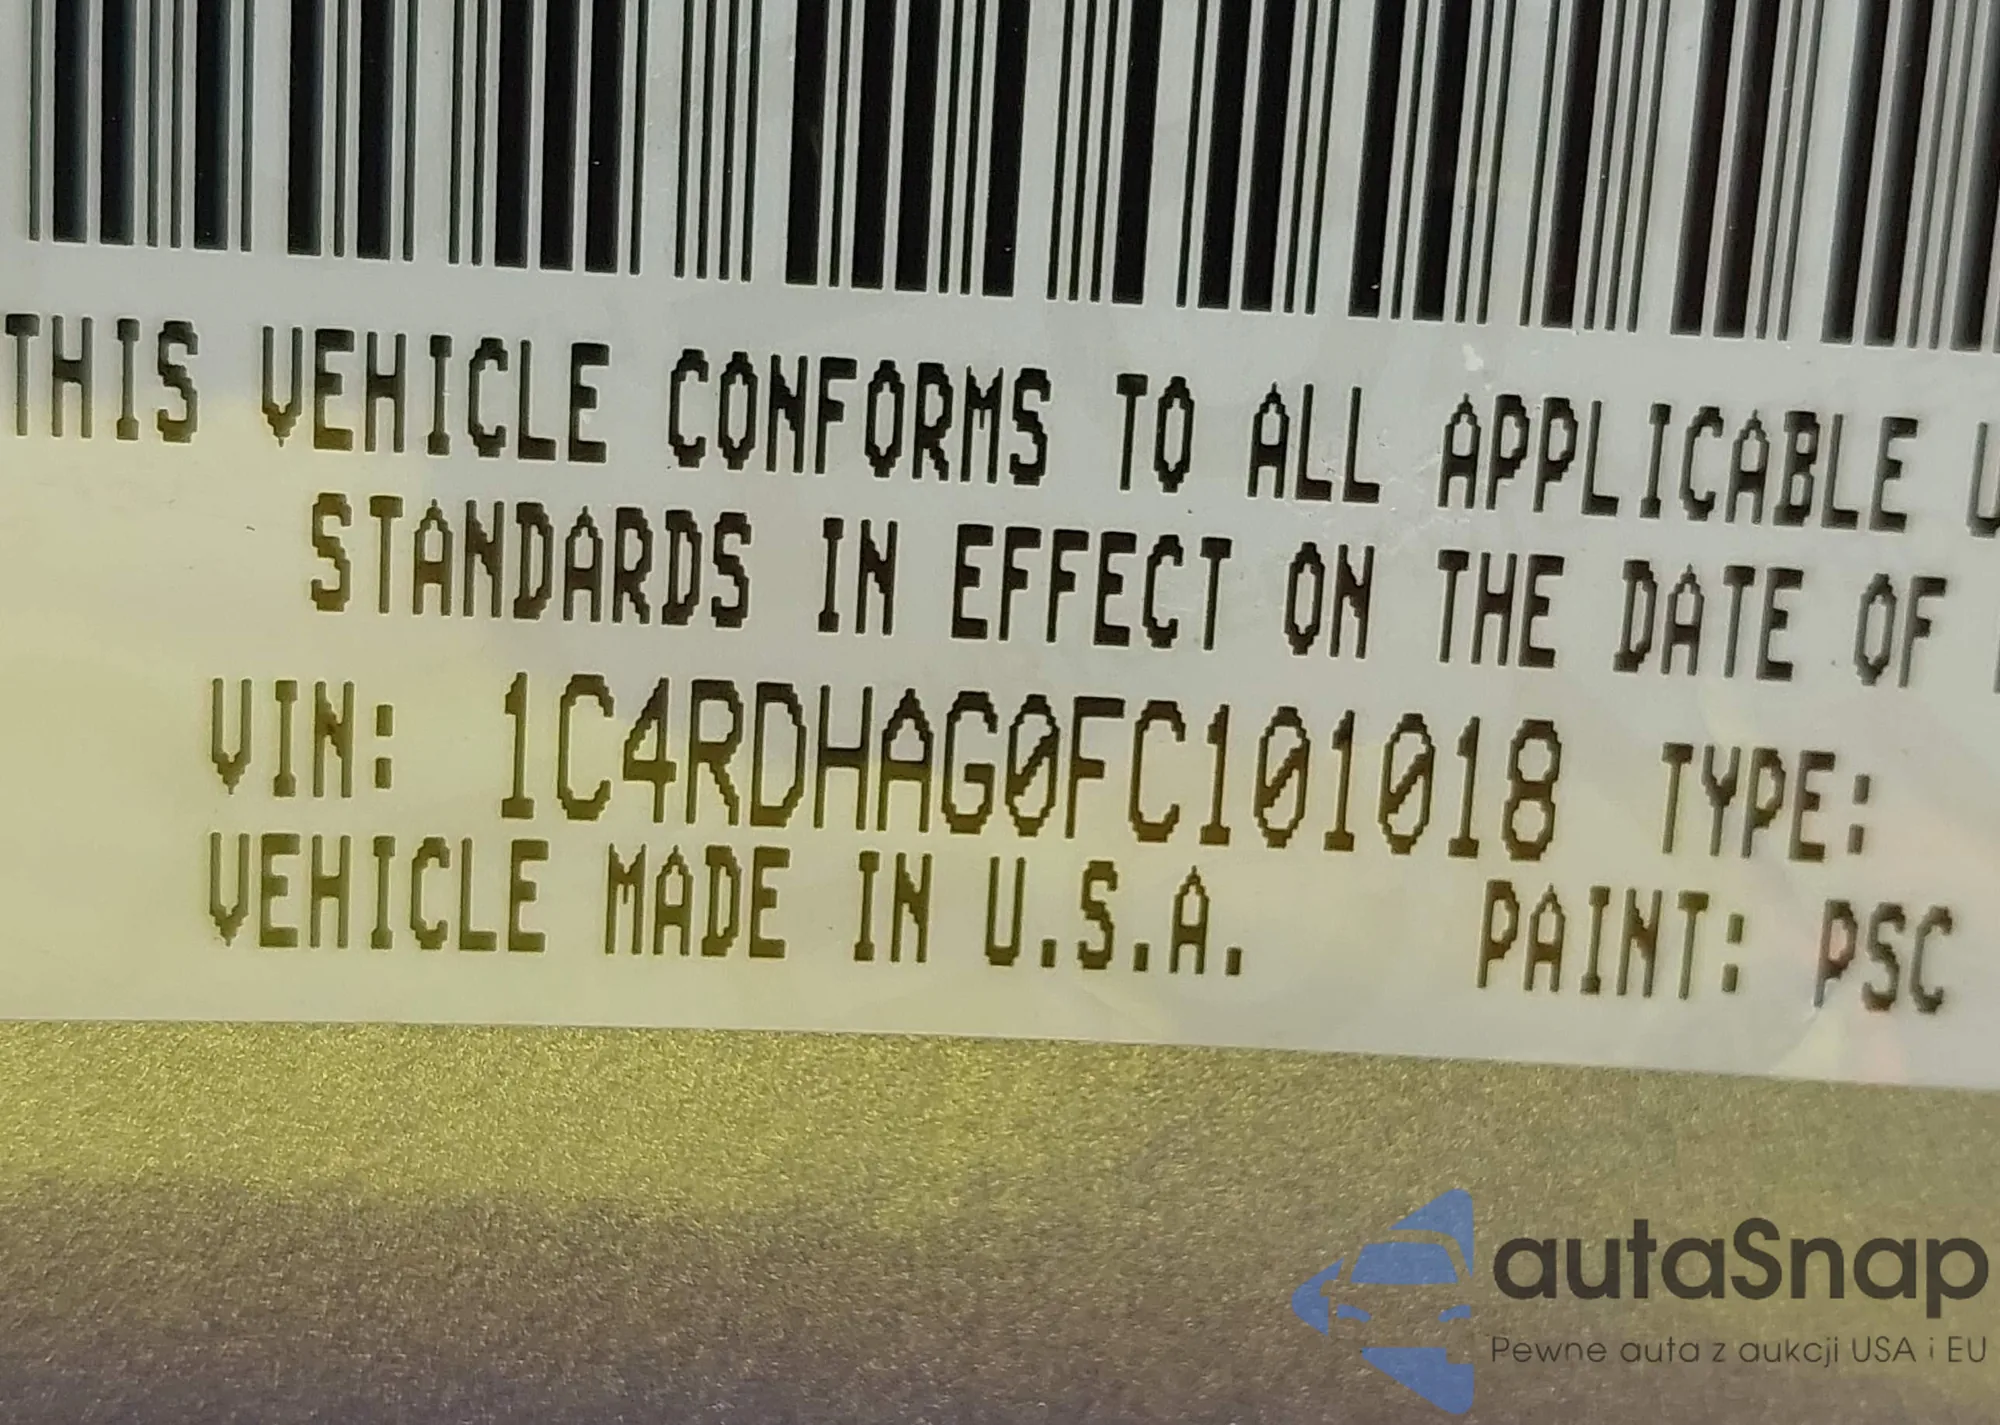 THIS VEHICLE CONFORMS TO ALL APPLICABLE
STANDARDS IN EFFECT ON THE DATE OF
VIN: 1C4RDHAG0FC101018 TYPE:
VEHICLE MADE IN U.S.A. PAINT: PSC
autaSnap
Pewne auta z aukcji USA i EU